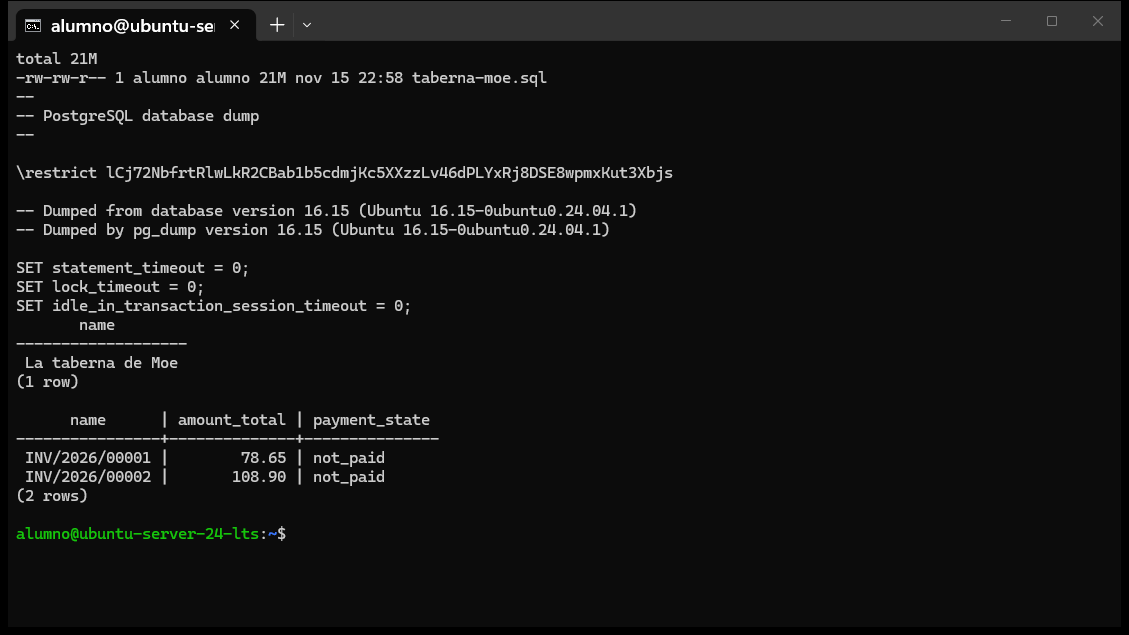 alumno@ubuntu-se
total 21M
-rw-rw-r-- 1 alumno alumno 21M nov 15 22:58 taberna-moe.sql
--
-- PostgreSQL database dump
--
\restrict lCj72NbfrtRlwLkR2CBab1b5cdmjKc5XXzzLv46dPLYxRj8DSE8wpmxKut3Xbjs
-- Dumped from database version 16.15 (Ubuntu 16.15-0ubuntu0.24.04.1)
-- Dumped by pg_dump version 16.15 (Ubuntu 16.15-0ubuntu0.24.04.1)
SET statement_timeout = 0;
SET lock_timeout = 0;
SET idle_in_transaction_session_timeout = 0;
       name
-------------------
 La taberna de Moe
(1 row)
      name      | amount_total | payment_state
----------------+--------------+---------------
 INV/2026/00001 |        78.65 | not_paid
 INV/2026/00002 |       108.90 | not_paid
(2 rows)
alumno@ubuntu-server-24-lts:~$